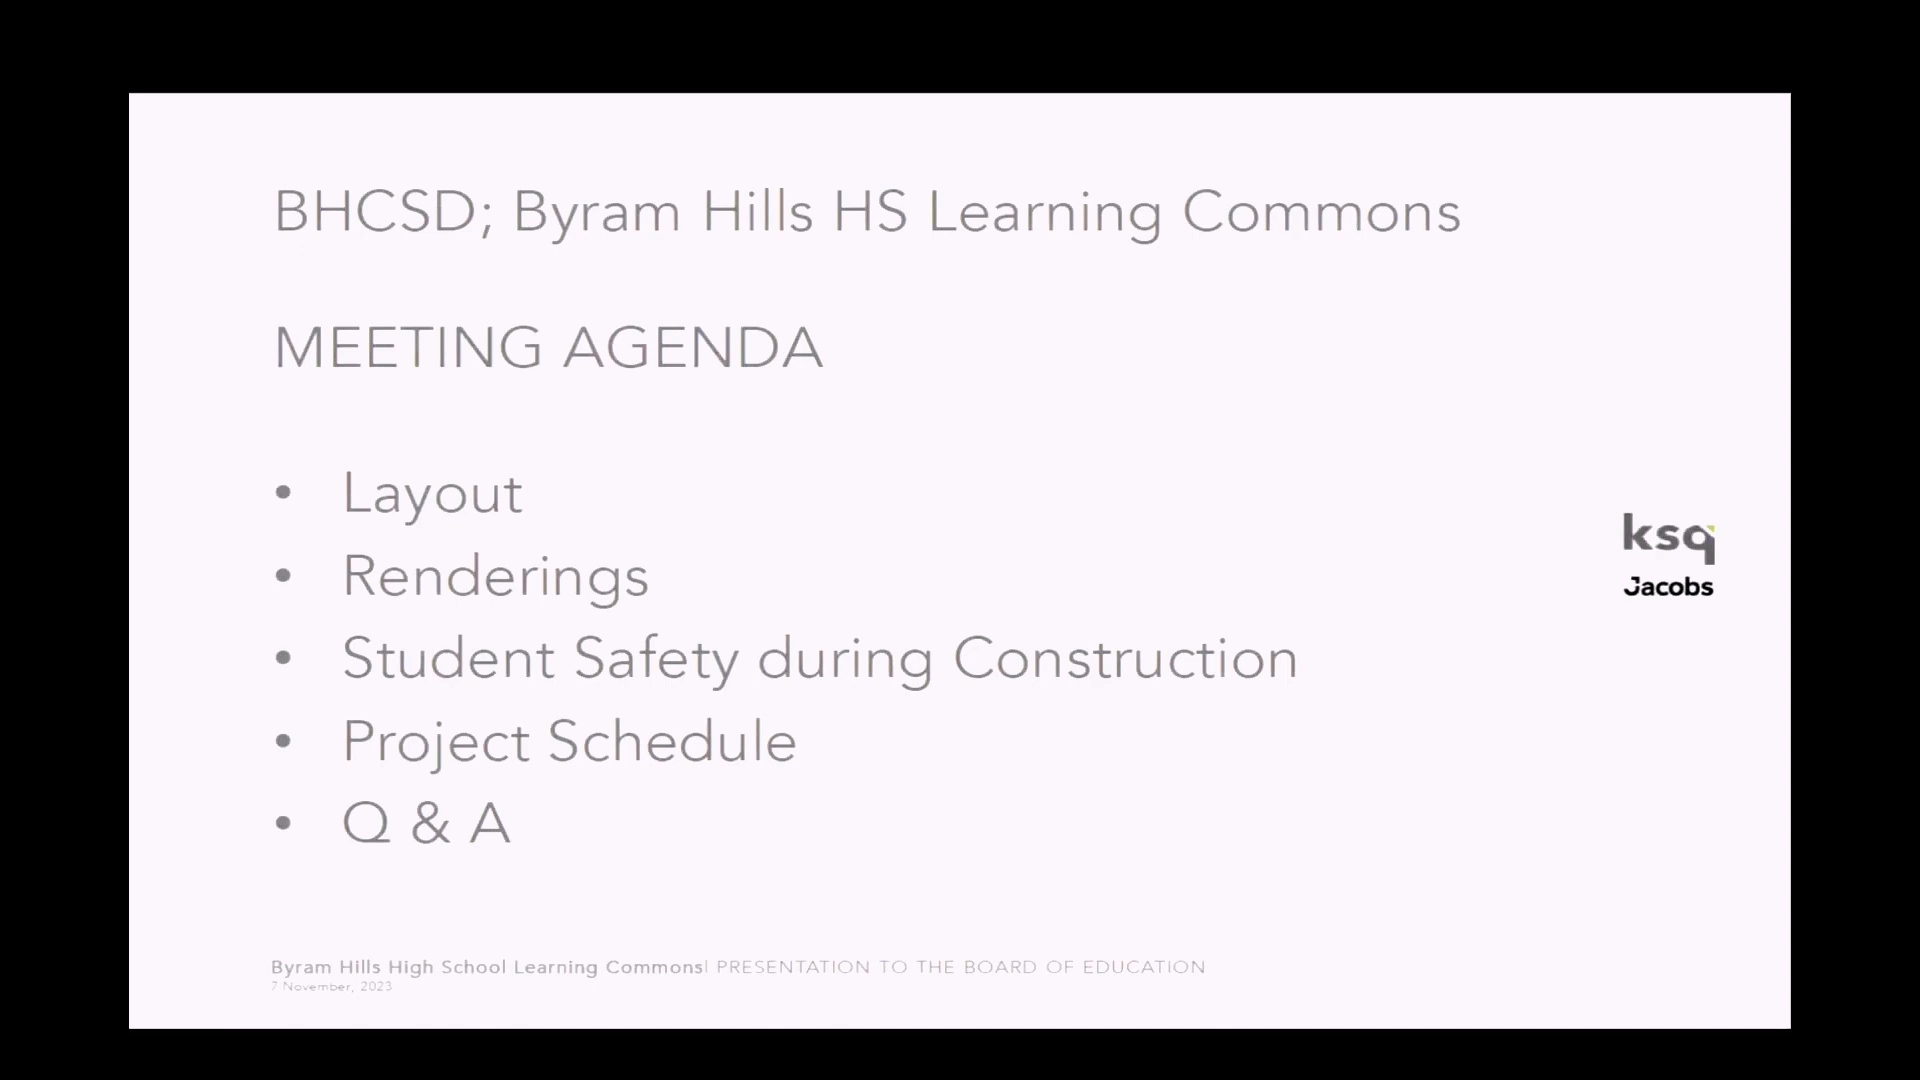 BHCSD; Byram Hills HS Learning Commons
MEETING AGENDA
• Layout
• Renderings
• Student Safety during Construction
• Project Schedule
• Q & A
ksq
Jacobs
Byram Hills High School Learning Commons| PRESENTATION TO THE BOARD OF EDUCATION
7 November, 2023